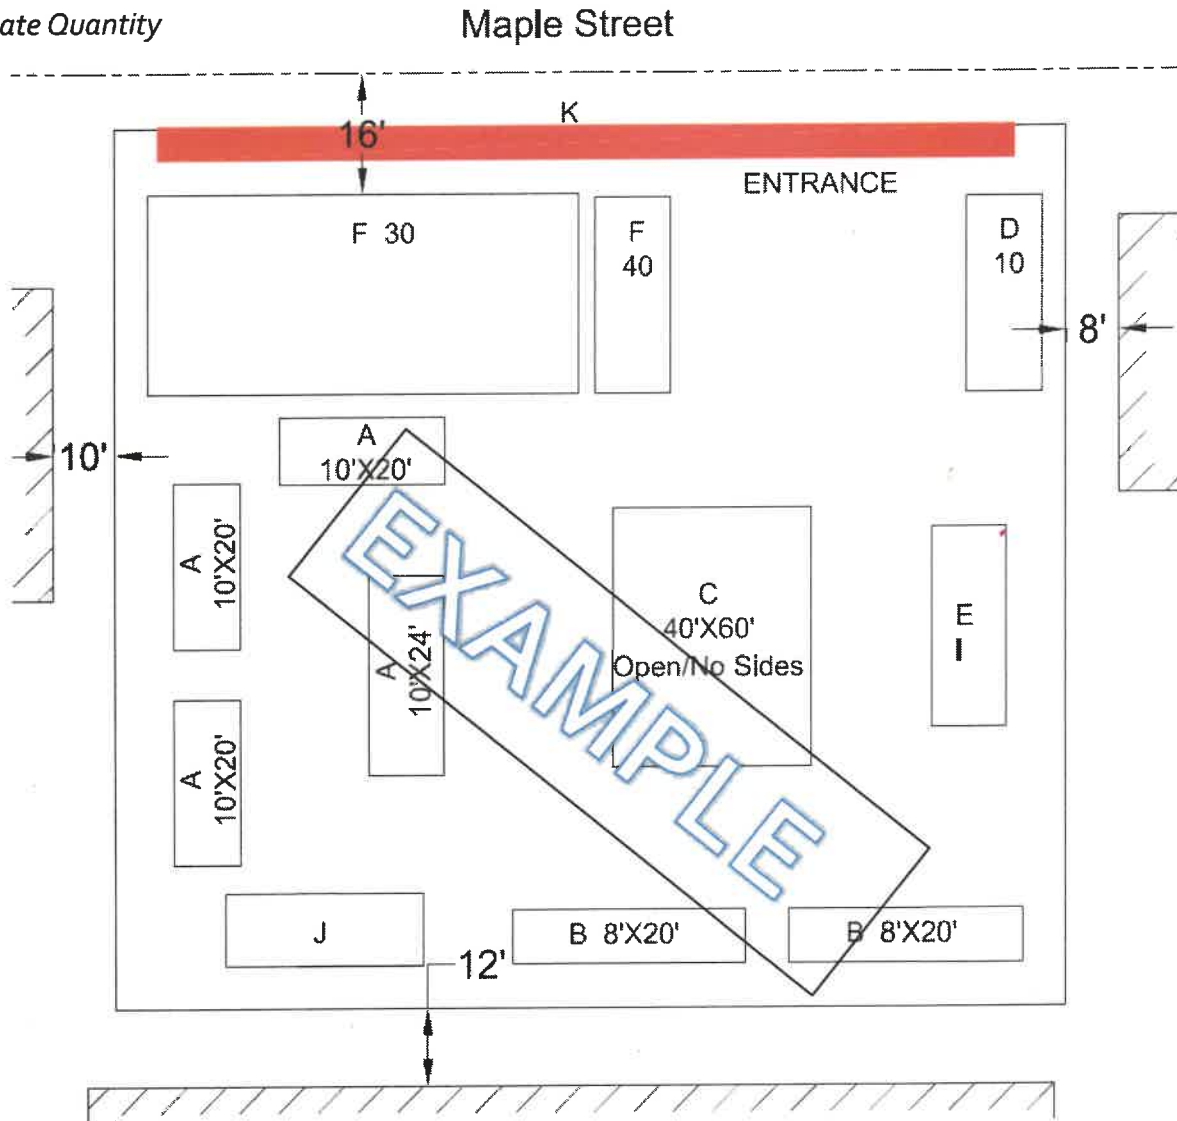 ate Quantity
Maple Street
K
16'
ENTRANCE
F 30
F
40
D
10
8'
10'
A
10'X20'
A
10'X20'
A
10'X24'
C
40'X60'
Open/No Sides
E
I
EXAMPLE
A
10'X20'
J
B 8'X20'
B 8'X20'
12'